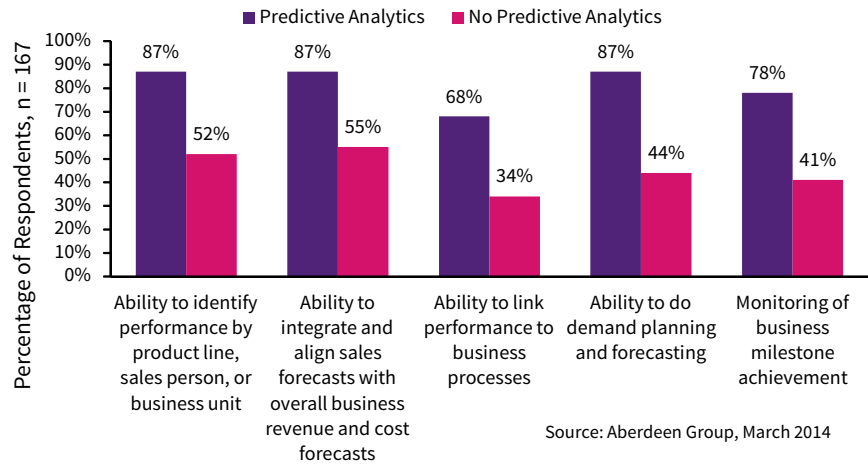 Predictive Analytics No Predictive Analytics
Percentage of Respondents, n = 167
100%
90%
80%
70%
60%
50%
40%
30%
20%
10%
0%
87%
52%
87%
55%
68%
34%
87%
44%
78%
41%
Ability to identify
performance by
product line,
sales person, or
business unit
Ability to
integrate and
align sales
forecasts with
overall business
revenue and cost
forecasts
Ability to link
performance to
business
processes
Ability to do
demand planning
and forecasting
Monitoring of
business
milestone
achievement
Source: Aberdeen Group, March 2014